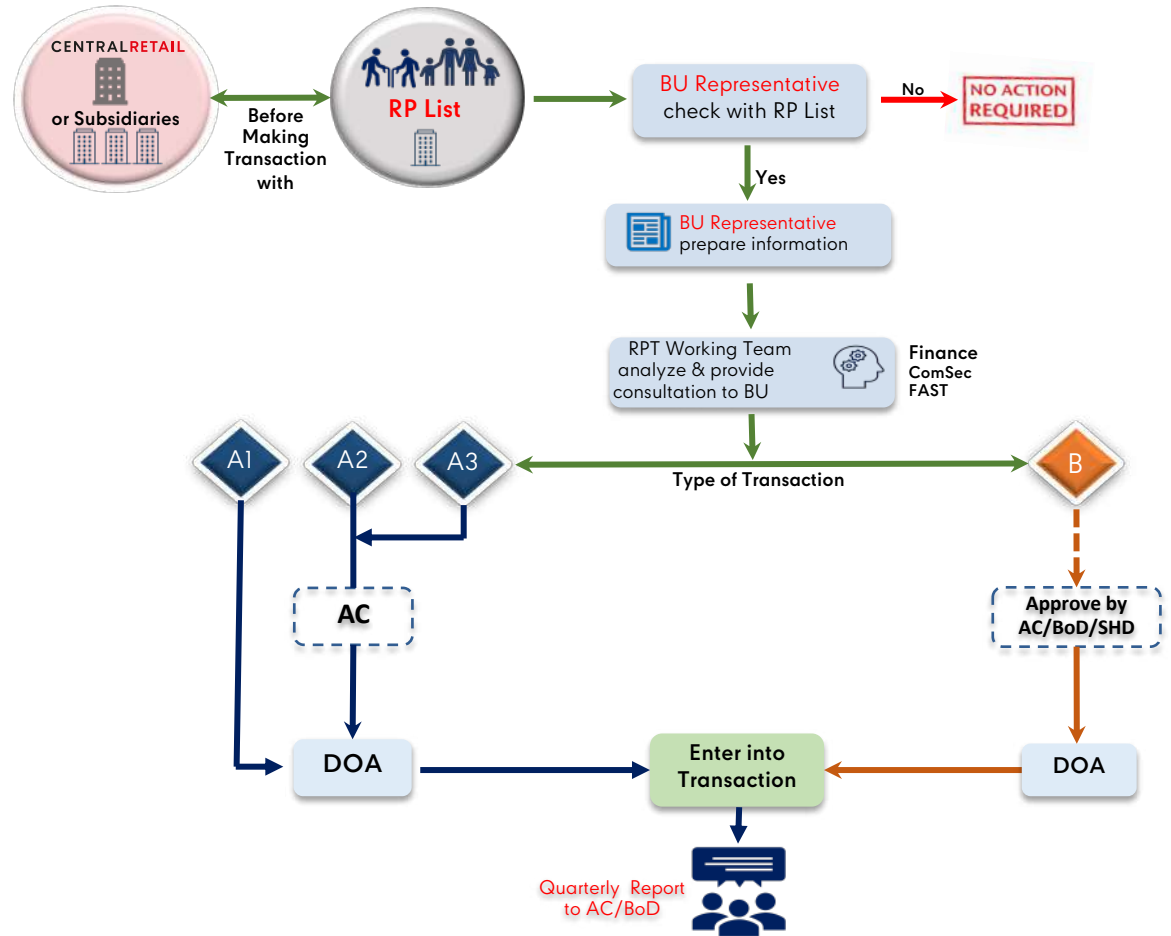 CENTRALRETAIL
or Subsidiaries
Before
Making
Transaction
with
RP List
BU Representative
check with RP List
No
NO ACTION
REQUIRED
Yes
BU Representative
prepare information
RPT Working Team
analyze & provide
consultation to BU
Finance
ComSec
FAST
A1
A2
A3
Type of Transaction
B
AC
Approve by
AC/BoD/SHD
DOA
Enter into
Transaction
DOA
Quarterly Report
to AC/BoD